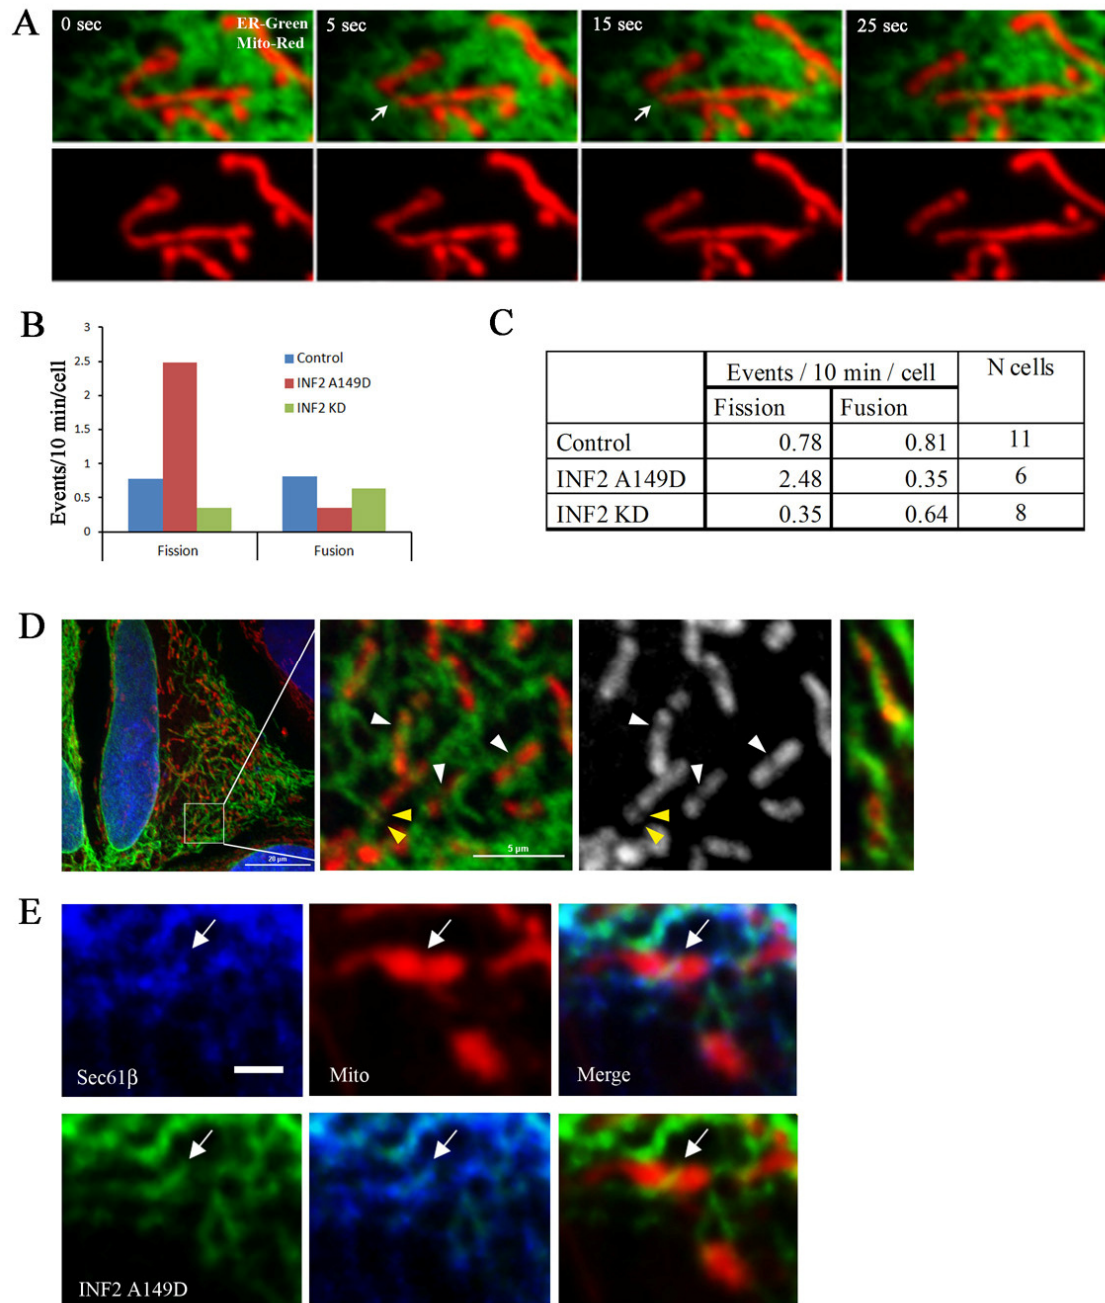 A
0 sec
ER-Green
Mito-Red
5 sec
15 sec
25 sec
B
Events/10 min/cell
3
2.5
2
1.5
1
0.5
0
Control
INF2 A149D
INF2 KD
Fission
Fusion
C
Events / 10 min / cell
N cells
Fission
Fusion
Control
0.78
0.81
11
INF2 A149D
2.48
0.35
6
INF2 KD
0.35
0.64
8
D
20 µm
5 µm
E
Sec61β
Mito
Merge
INF2 A149D